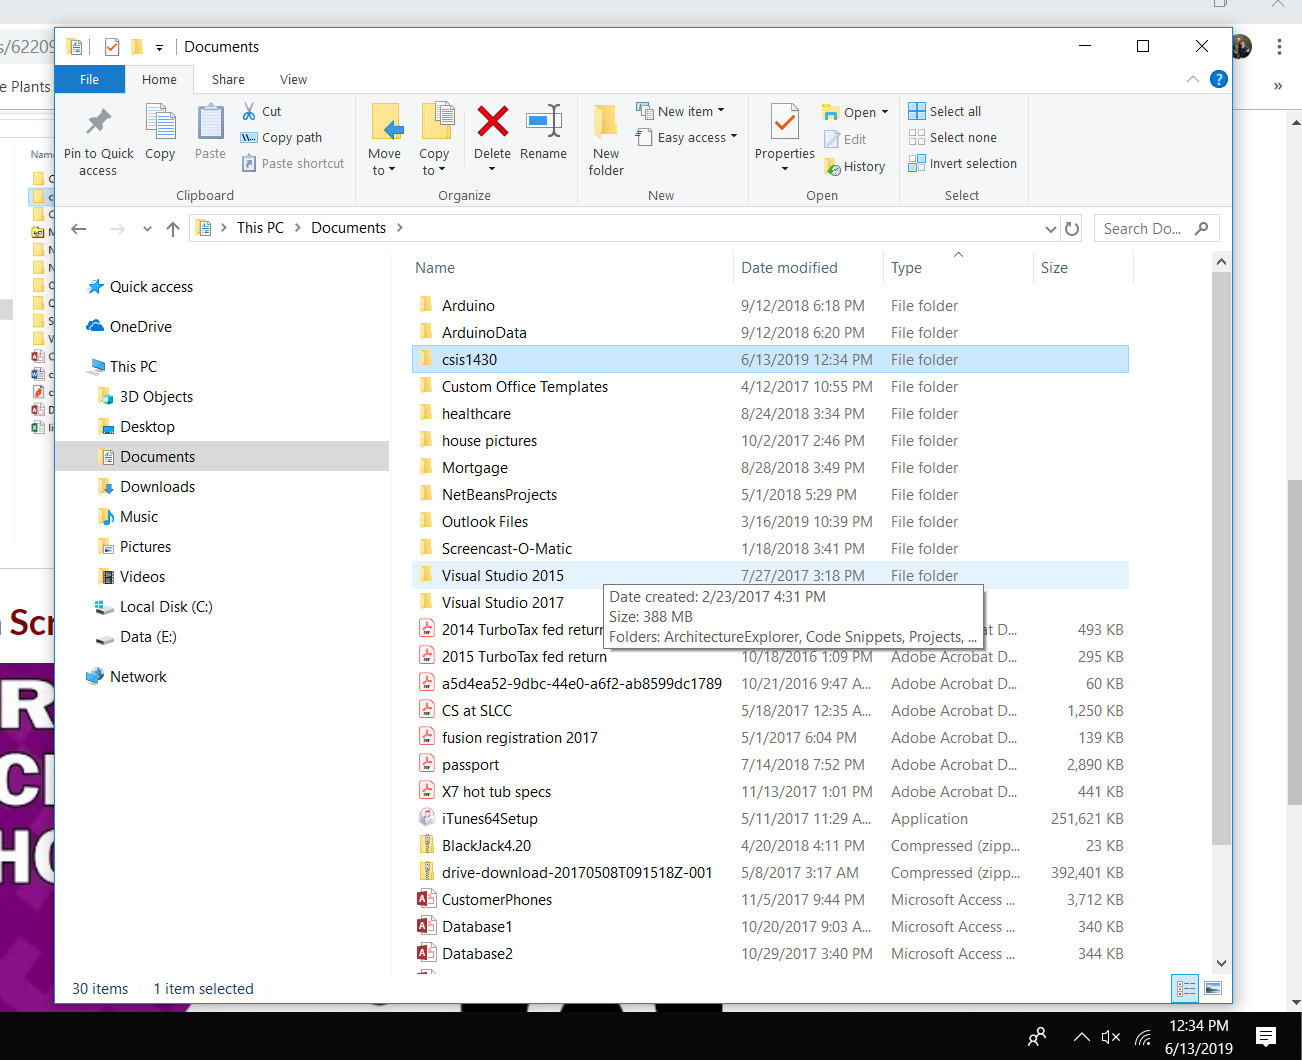 s/62209
Documents
File Home Share View
e Plants
»
Pin to Quick access
Copy
Paste
Cut
Copy path
Paste shortcut
Clipboard
Move to
Copy to
Delete
Rename
Organize
New folder
New item
Easy access
New
Properties
Open
Edit
History
Open
Select all
Select none
Invert selection
Select
This PC > Documents >
Search Do...
Name Date modified Type Size
Quick access
OneDrive
This PC
3D Objects
Desktop
Documents
Downloads
Music
Pictures
Videos
Local Disk (C:)
Data (E:)
Network
Arduino 9/12/2018 6:18 PM File folder
ArduinoData 9/12/2018 6:20 PM File folder
csis1430 6/13/2019 12:34 PM File folder
Custom Office Templates 4/12/2017 10:55 PM File folder
healthcare 8/24/2018 3:34 PM File folder
house pictures 10/2/2017 2:46 PM File folder
Mortgage 8/28/2018 3:49 PM File folder
NetBeansProjects 5/1/2018 5:29 PM File folder
Outlook Files 3/16/2019 10:39 PM File folder
Screencast-O-Matic 1/18/2018 3:41 PM File folder
Visual Studio 2015 7/27/2017 3:18 PM File folder
Visual Studio 2017
Date created: 2/23/2017 4:31 PM
Size: 388 MB
Folders: ArchitectureExplorer, Code Snippets, Projects, ...
2014 TurboTax fed return at D... 493 KB
2015 TurboTax fed return 10/18/2016 1:09 PM Adobe Acrobat D... 295 KB
a5d4ea52-9dbc-44e0-a6f2-ab8599dc1789 10/21/2016 9:47 A... Adobe Acrobat D... 60 KB
CS at SLCC 5/18/2017 12:35 A... Adobe Acrobat D... 1,250 KB
fusion registration 2017 5/1/2017 6:04 PM Adobe Acrobat D... 139 KB
passport 7/14/2018 7:52 PM Adobe Acrobat D... 2,890 KB
X7 hot tub specs 11/13/2017 1:01 PM Adobe Acrobat D... 441 KB
iTunes64Setup 5/11/2017 11:29 A... Application 251,621 KB
BlackJack4.20 4/20/2018 4:11 PM Compressed (zipp... 23 KB
drive-download-20170508T091518Z-001 5/8/2017 3:17 AM Compressed (zipp... 392,401 KB
CustomerPhones 11/5/2017 9:44 PM Microsoft Access ... 3,712 KB
Database1 10/20/2017 9:03 A... Microsoft Access ... 340 KB
Database2 10/29/2017 3:40 PM Microsoft Access ... 344 KB
30 items 1 item selected
Name
Scr
12:34 PM
6/13/2019